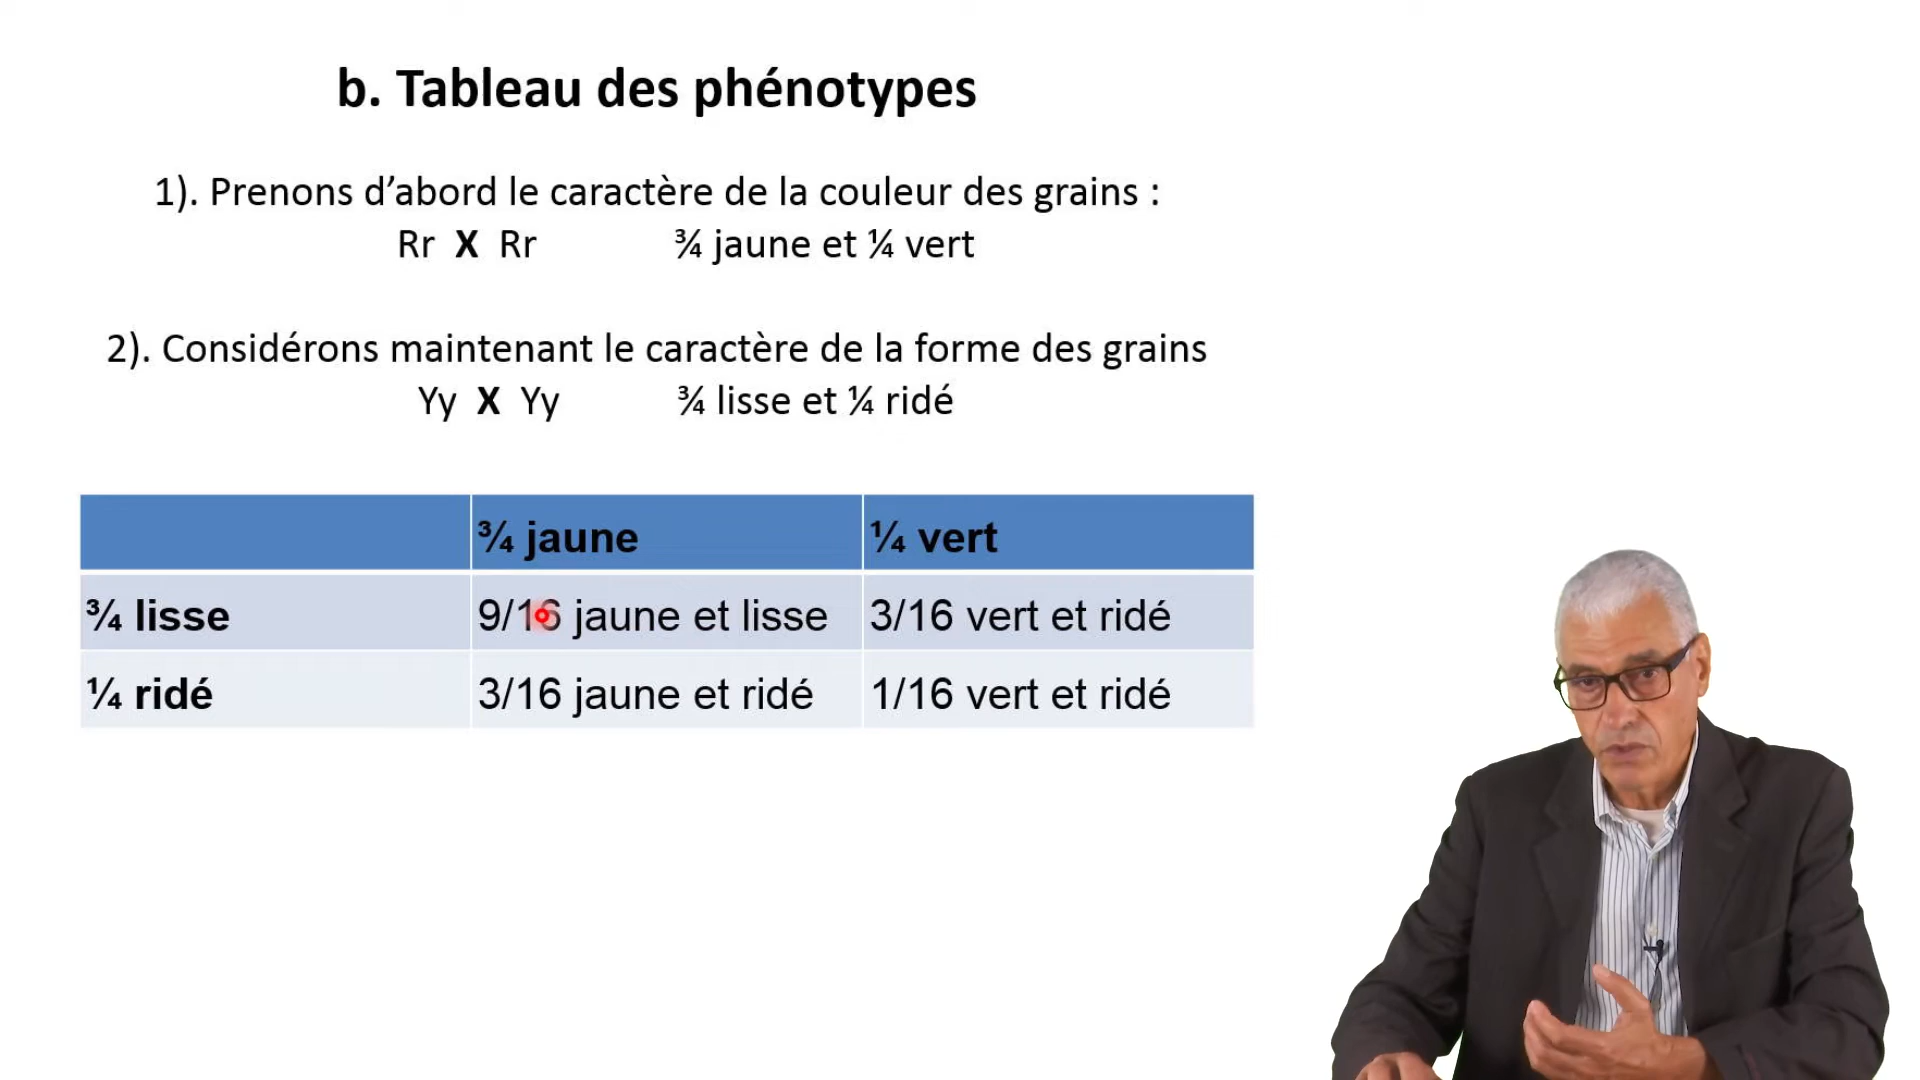 b. Tableau des phénotypes
1). Prenons d’abord le caractère de la couleur des grains :
Rr X Rr ¾ jaune et ¼ vert
2). Considérons maintenant le caractère de la forme des grains
Yy X Yy ¾ lisse et ¼ ridé
¾ jaune ¼ vert
¾ lisse 9/16 jaune et lisse 3/16 vert et ridé
¼ ridé 3/16 jaune et ridé 1/16 vert et ridé